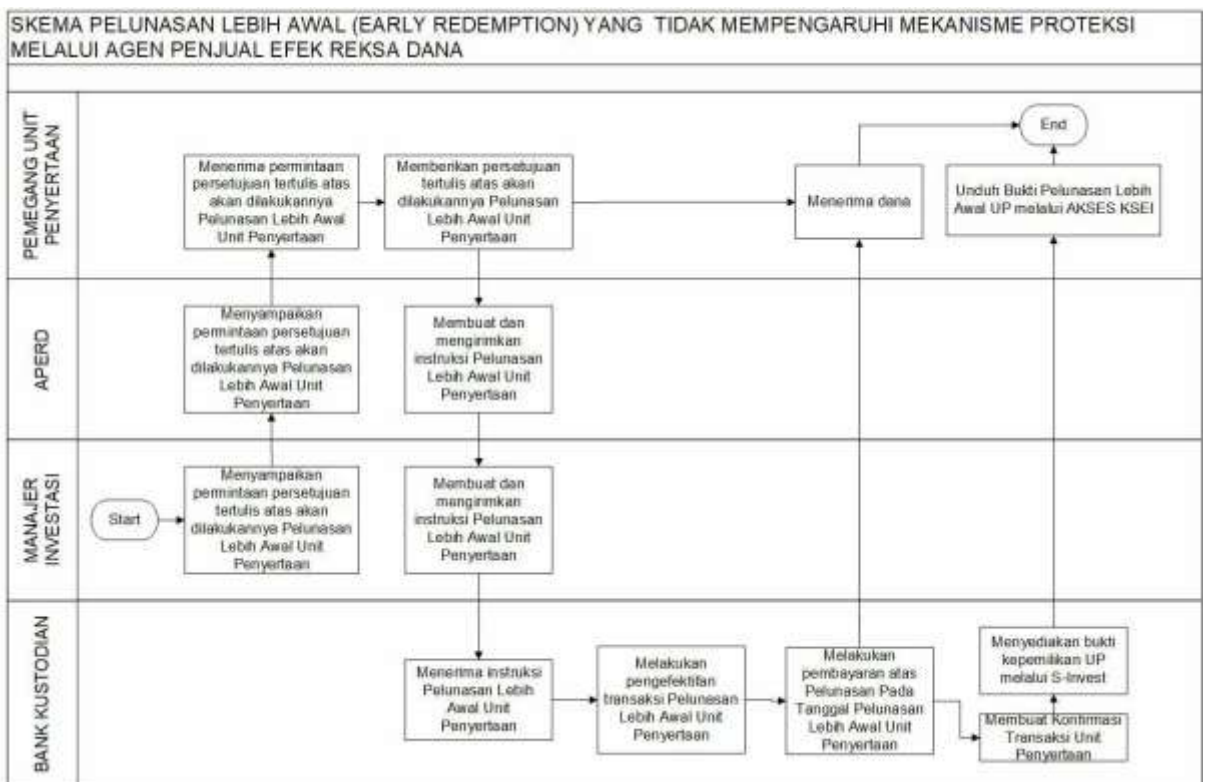 SKEMA PELUNASAN LEBIH AWAL (EARLY REDEMPTION) YANG TIDAK MEMPENGARUHI MEKANISME PROTEKSI
MELALUI AGEN PENJUAL EFEK REKSA DANA
PEMEGANG UNIT
PENYERTAAN
Menerima permintaan
persetujuan tertulis atas
akan dilakukannya
Pelunasan Lebih Awal
Unit Penyertaan
Memberikan persetujuan
tertulis atas akan
dilakukannya Pelunasan
Lebih Awal Unit
Penyertaan
Menerima dana
End
Unduh Bukti Pelunasan Lebih
Awal UP melalui AKSES KSEI
APERD
Menyampaikan
permintaan persetujuan
tertulis atas akan
dilakukannya Pelunasan
Lebih Awal Unit
Penyertaan
Membuat dan
mengirimkan
instruksi Pelunasan
Lebih Awal Unit
Penyertaan
MANAJER
INVESTASI
Start
Menyampaikan
permintaan persetujuan
tertulis atas akan
dilakukannya Pelunasan
Lebih Awal Unit
Penyertaan
Membuat dan
mengirimkan
instruksi Pelunasan
Lebih Awal Unit
Penyertaan
BANK KUSTODIAN
Menerima instruksi
Pelunasan Lebih
Awal Unit
Penyertaan
Melakukan
pengefektifan
transaksi Pelunasan
Lebih Awal Unit
Penyertaan
Melakukan
pembayaran atas
Pelunasan Pada
Tanggal Pelunasan
Lebih Awal Unit
Penyertaan
Menyediakan bukti
kepemilikan UP
melalui S-Invest
Membuat Konfirmasi
Transaksi Unit
Penyertaan